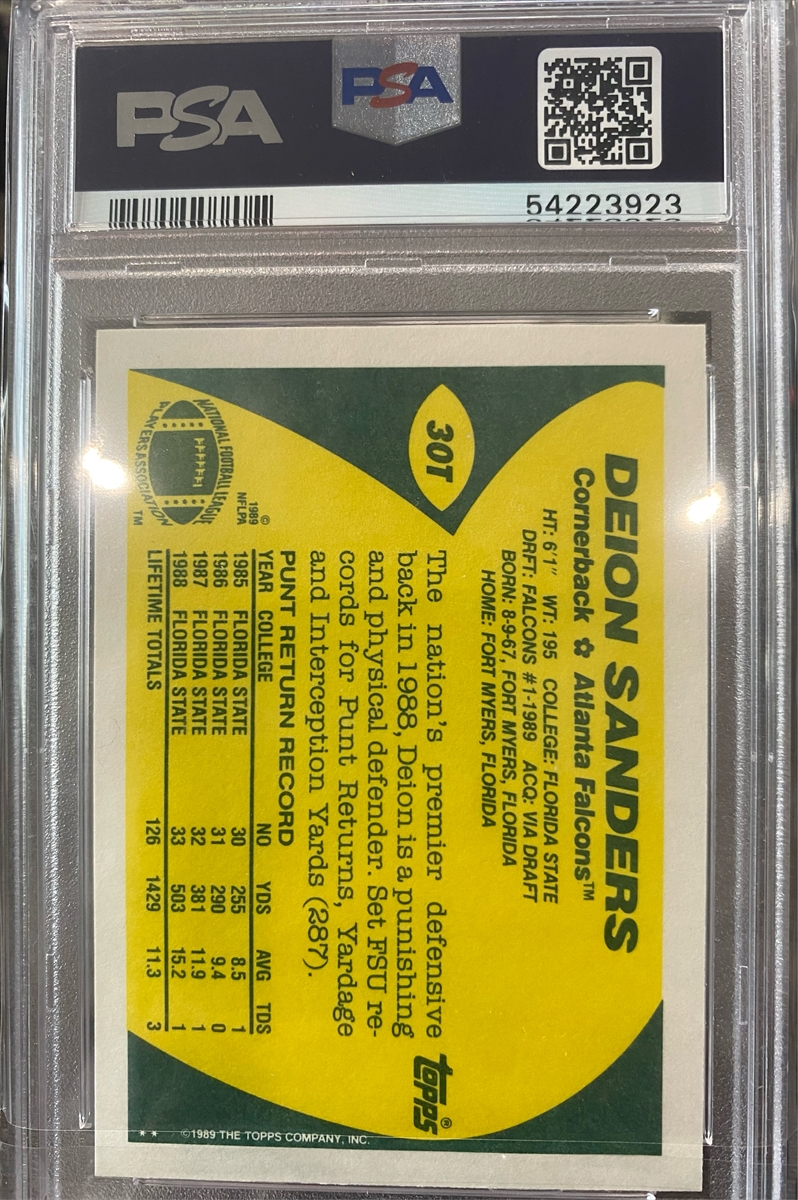 PSA
PSA
54223923
30T
DEION SANDERS
Cornerback ✿ Atlanta Falcons™
HT: 6'1" WT: 195 COLLEGE: FLORIDA STATE
DRFT: FALCONS #1-1989 ACQ: VIA DRAFT
BORN: 8-9-67, FORT MYERS, FLORIDA
HOME: FORT MYERS, FLORIDA
The nation's premier defensive
back in 1988, Deion is a punishing
and physical defender. Set FSU re-
cords for Punt Returns, Yardage
and Interception Yards (287).
PUNT RETURN RECORD
YEAR COLLEGE NO YDS AVG TDS
1985 FLORIDA STATE 30 255 8.5 1
1986 FLORIDA STATE 31 290 9.4 0
1987 FLORIDA STATE 32 381 11.9 1
1988 FLORIDA STATE 33 503 15.2 1
LIFETIME TOTALS 126 1429 11.3 3
NATIONAL FOOTBALL LEAGUE
PLAYERS ASSOCIATION
TM
©
1989
NFLPA
topps®
** ©1989 THE TOPPS COMPANY, INC.